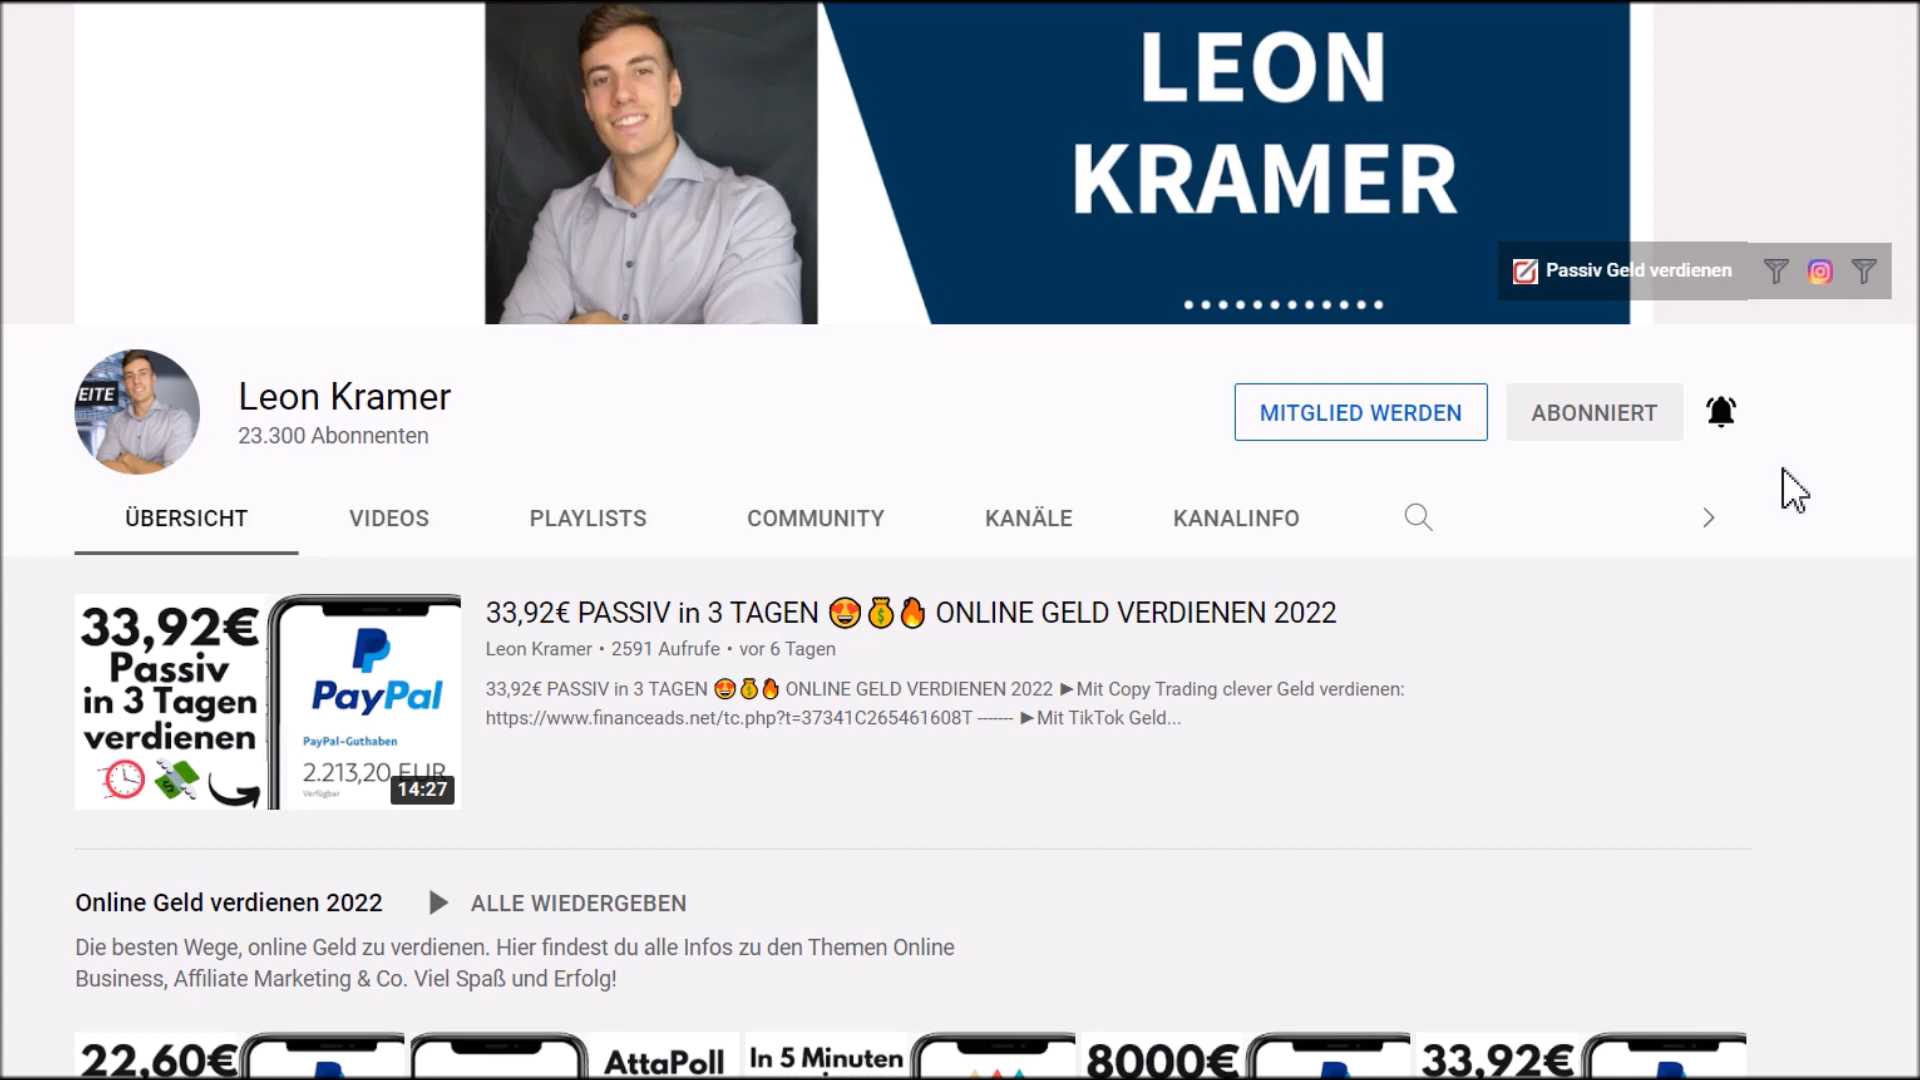 LEON
KRAMER
Passiv Geld verdienen
EITE
Leon Kramer
23.300 Abonnenten
MITGLIED WERDEN
ABONNIERT
ÜBERSICHT
VIDEOS
PLAYLISTS
COMMUNITY
KANÄLE
KANALINFO
33,92€
Passiv
in 3 Tagen
verdienen
PayPal
PayPal-Guthaben
2.213,20 EUR
Verfügbar
14:27
33,92€ PASSIV in 3 TAGEN 😍💰🔥 ONLINE GELD VERDIENEN 2022
Leon Kramer • 2591 Aufrufe • vor 6 Tagen
33,92€ PASSIV in 3 TAGEN 😍💰🔥 ONLINE GELD VERDIENEN 2022 ►Mit Copy Trading clever Geld verdienen:
https://www.financeads.net/tc.php?t=37341C265461608T ------- ►Mit TikTok Geld...
Online Geld verdienen 2022
ALLE WIEDERGEBEN
Die besten Wege, online Geld zu verdienen. Hier findest du alle Infos zu den Themen Online
Business, Affiliate Marketing & Co. Viel Spaß und Erfolg!
22,60€
AttaPoll
In 5 Minuten
8000€
33,92€